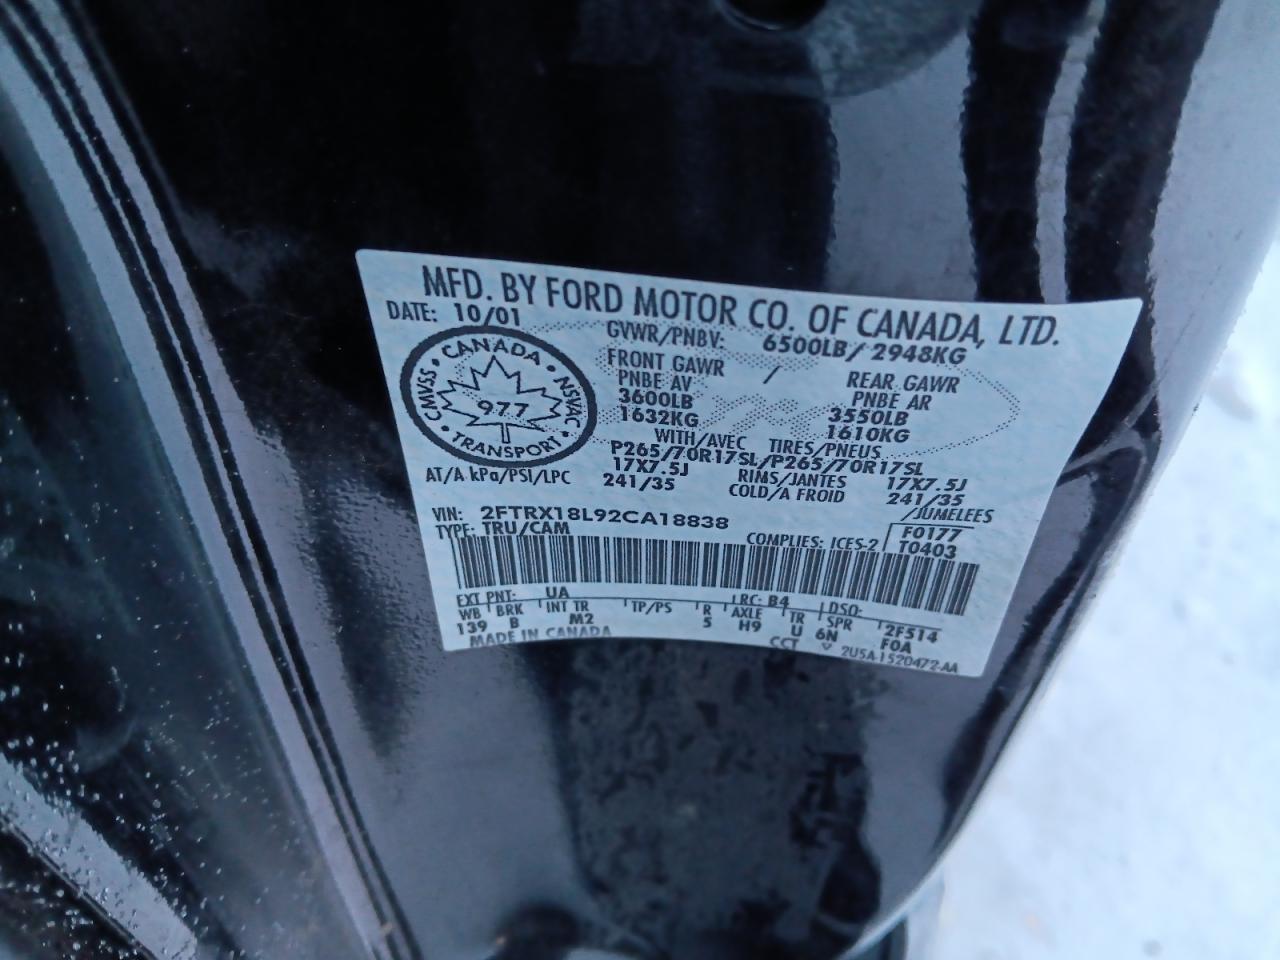 MFD. BY FORD MOTOR CO. OF CANADA, LTD.
DATE: 10/01
GVWR/PNBV: 6500LB/ 2948KG
CANADA
CMVSS 977 NSVAC
TRANSPORT
FRONT GAWR / REAR GAWR
PNBE AV PNBE AR
3600LB 3550LB
1632KG 1610KG
WITH/AVEC TIRES/PNEUS
P265/70R17SL/P265/70R17SL
17X7.5J RIMS/JANTES 17X7.5J
AT/A kPa/PSI/LPC 241/35 COLD/A FROID 241/35
/JUMELEES
VIN: 2FTRX18L92CA18838 F0177
TYPE: TRU/CAM COMPLIES: ICES-2 T0403
EXT PNT: UA RC: B4 DSO:
WB BRK INT TR TP/PS R AXLE TR SPR 2F514
139 B M2 5 H9 U 6N F0A
MADE IN CANADA CCT 2U5A-1520472-AA